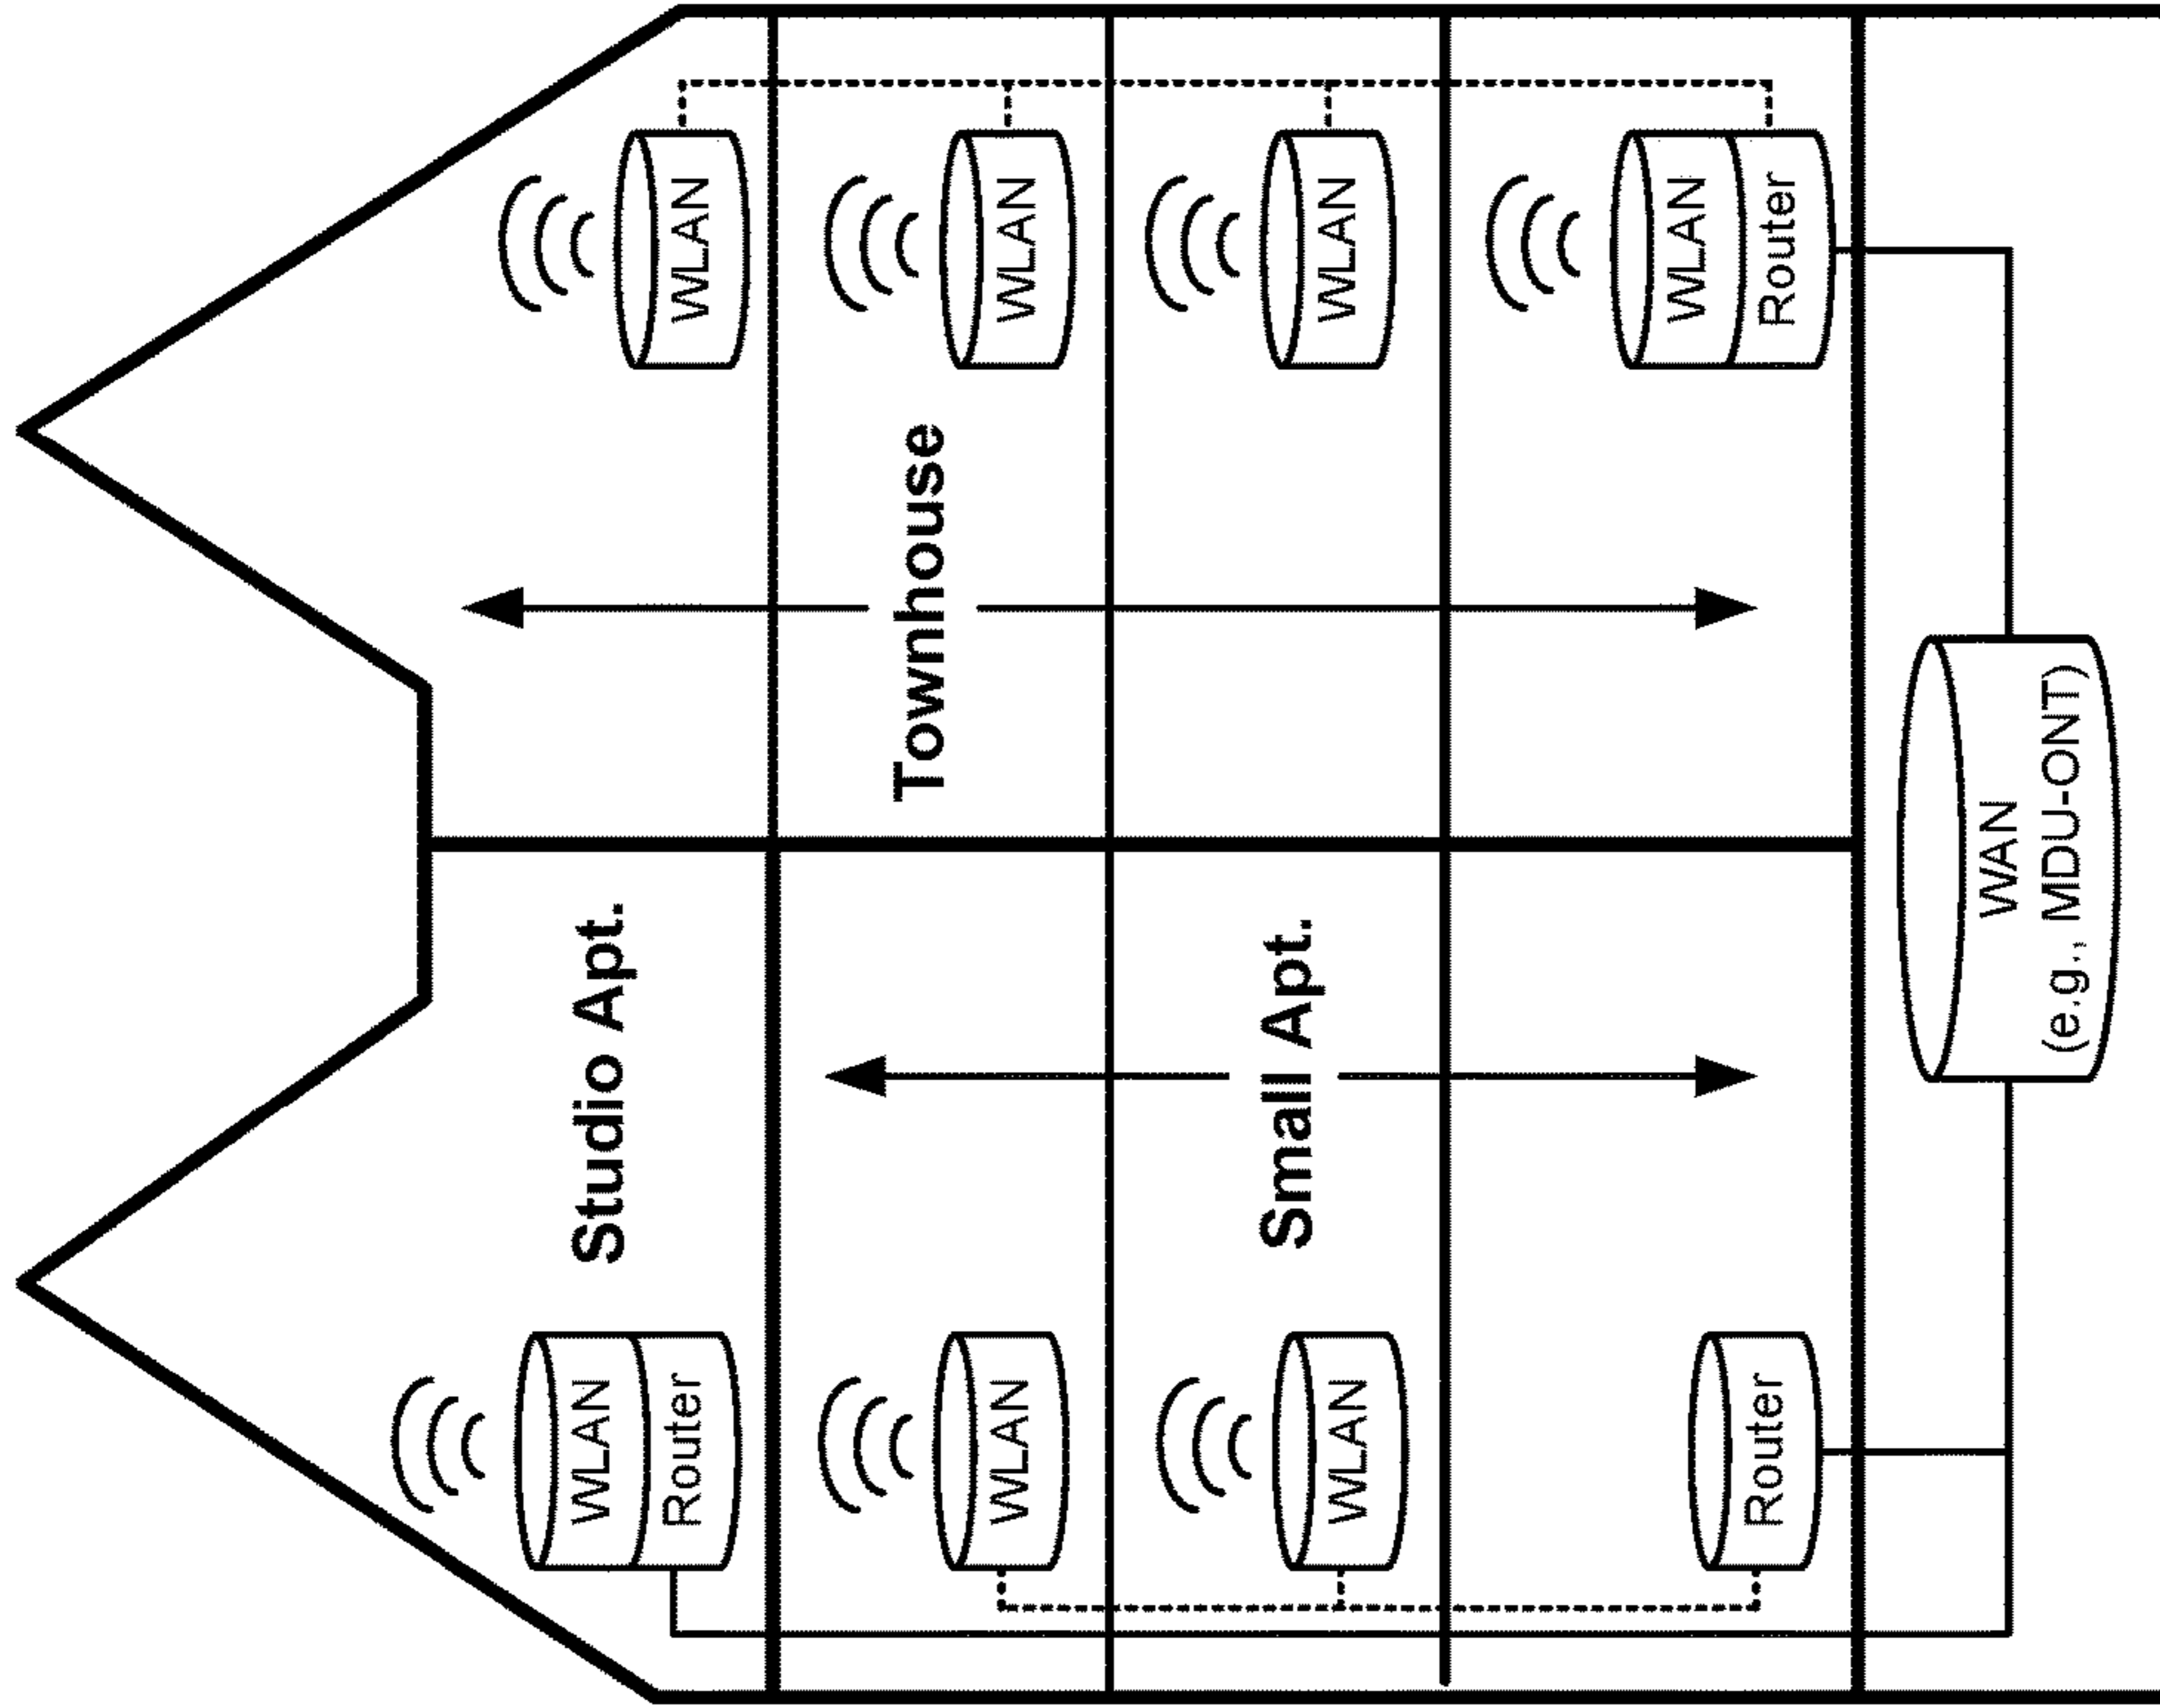 WLAN
Router
Studio Apt.
WLAN
WLAN
Townhouse
WLAN
WLAN
Small Apt.
WLAN
Router
WLAN
Router
WAN
(e.g., MDU-ONT)